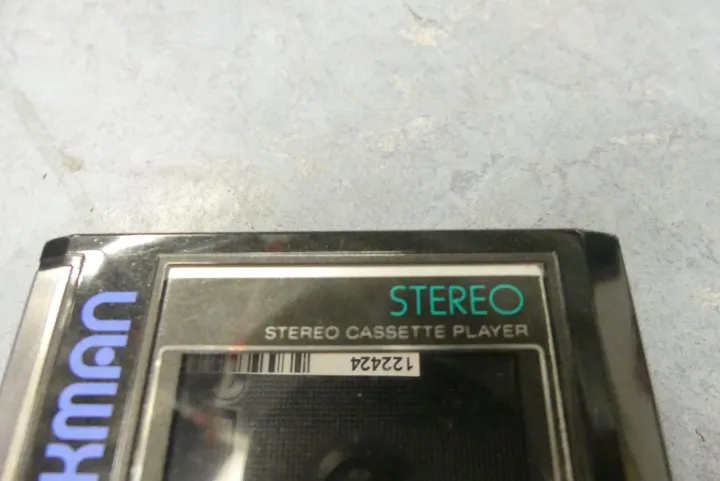 STEREO
STEREO CASSETTE PLAYER
122424
KMAN